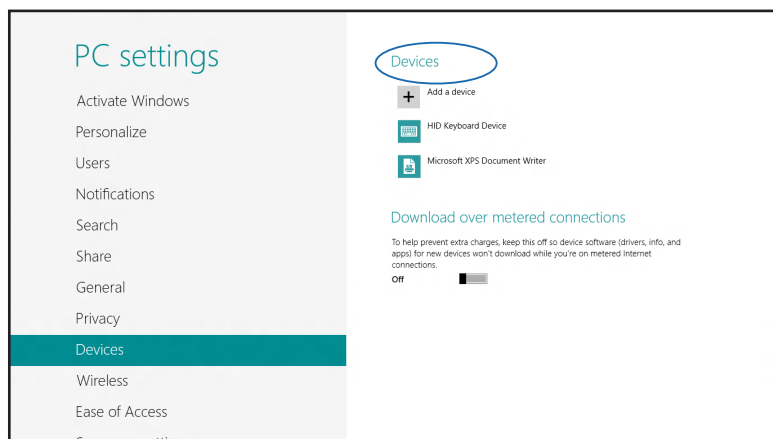 PC settings
Activate Windows
Personalize
Users
Notifications
Search
Share
General
Privacy
Devices
Wireless
Ease of Access
Devices
Add a device
HID Keyboard Device
Microsoft XPS Document Writer
Download over metered connections
To help prevent extra charges, keep this off so device software (drivers, info, and
apps) for new devices won't download while you're on metered Internet
connections.
Off